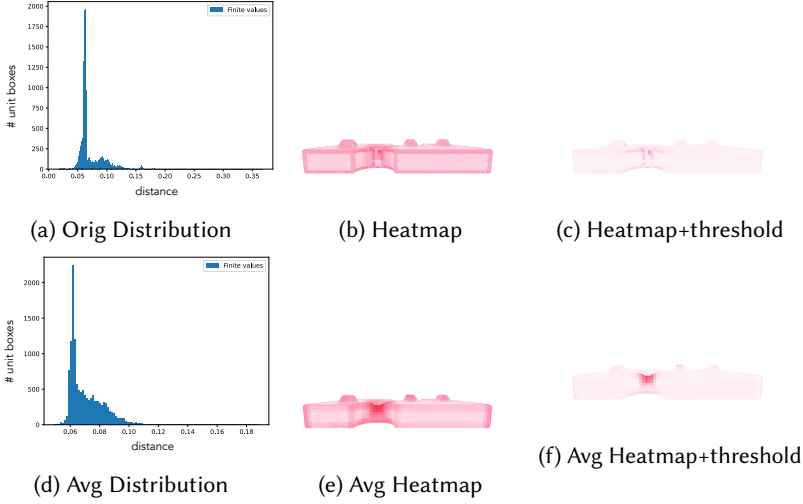 2000
1750
1500
1250
1000
750
500
250
0
# unit boxes
Finite values
0.00 0.05 0.10 0.15 0.20 0.25 0.30 0.35
distance
(a) Orig Distribution
(b) Heatmap
(c) Heatmap+threshold
2000
1500
1000
500
0
# unit boxes
Finite values
0.06 0.08 0.10 0.12 0.14 0.16 0.18
distance
(d) Avg Distribution
(e) Avg Heatmap
(f) Avg Heatmap+threshold